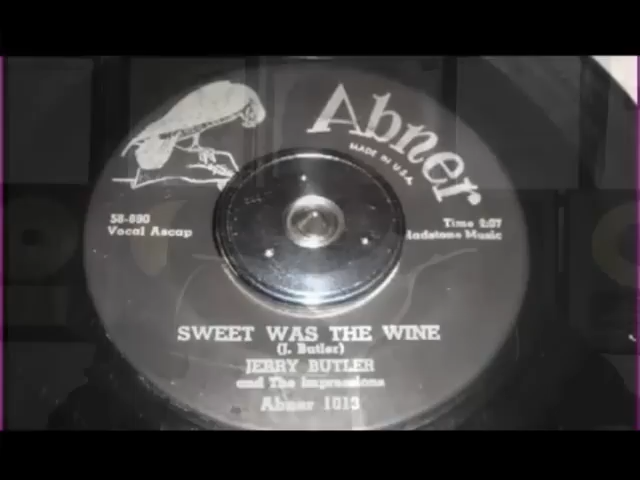 Abner
MADE IN U.S.A.
58-890
Vocal Ascap
Time 2:07
ladstone Music
SWEET WAS THE WINE
(J. Butler)
JERRY BUTLER
and The Impressions
Abner 1013